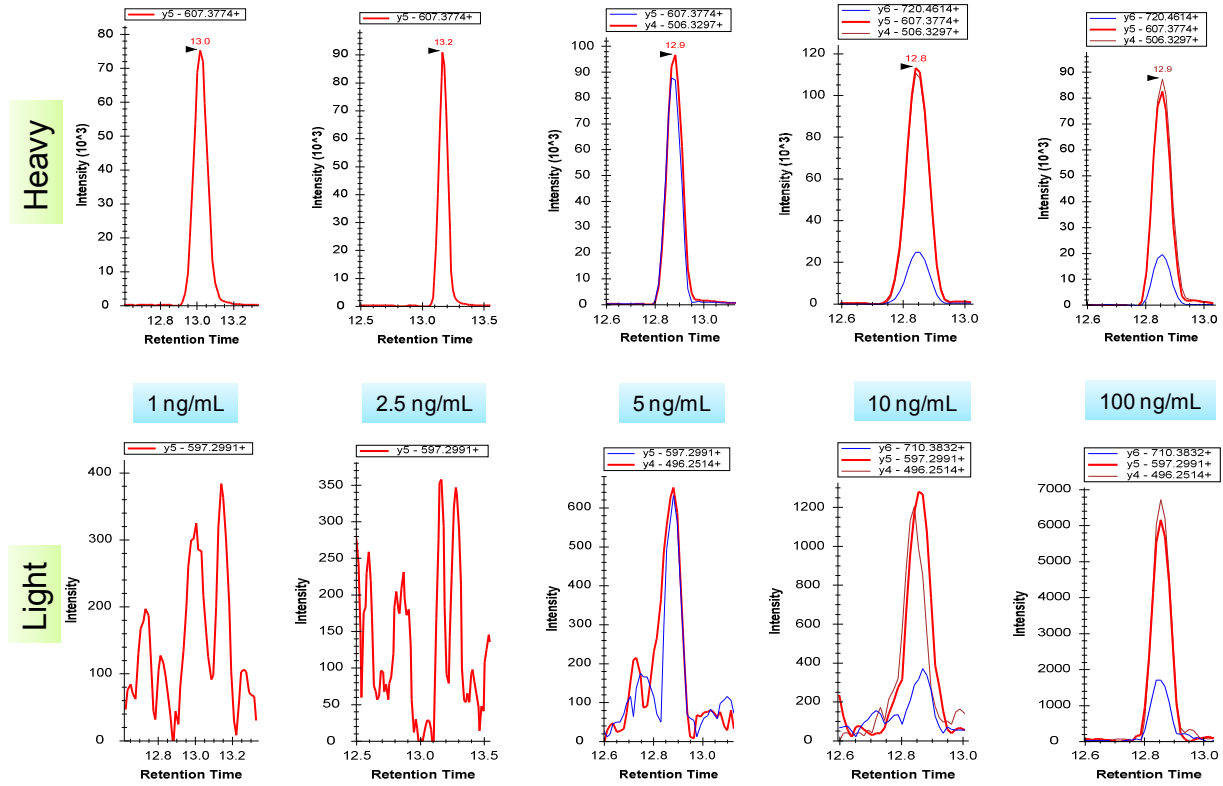 Heavy
y5 - 607.3774+
13.0
Intensity (10^3)
80
70
60
50
40
30
20
10
0
12.8 13.0 13.2
Retention Time
y5 - 607.3774+
13.2
Intensity (10^3)
90
80
70
60
50
40
30
20
10
0
12.5 13.0 13.5
Retention Time
y5 - 607.3774+
y4 - 506.3297+
12.9
Intensity (10^3)
100
90
80
70
60
50
40
30
20
10
0
12.6 12.8 13.0
Retention Time
y6 - 720.4614+
y5 - 607.3774+
y4 - 506.3297+
12.8
Intensity (10^3)
120
100
80
60
40
20
0
12.6 12.8 13.0
Retention Time
y6 - 720.4614+
y5 - 607.3774+
y4 - 506.3297+
12.9
Intensity (10^3)
90
80
70
60
50
40
30
20
10
0
12.6 12.8 13.0
Retention Time
1 ng/mL
2.5 ng/mL
5 ng/mL
10 ng/mL
100 ng/mL
Light
y5 - 597.2991+
Intensity
400
300
200
100
0
12.8 13.0 13.2
Retention Time
y5 - 597.2991+
Intensity
350
300
250
200
150
100
50
0
12.5 13.0 13.5
Retention Time
y5 - 597.2991+
y4 - 496.2514+
Intensity
600
500
400
300
200
100
0
12.6 12.8 13.0
Retention Time
y6 - 710.3832+
y5 - 597.2991+
y4 - 496.2514+
Intensity
1200
1000
800
600
400
200
0
12.6 12.8 13.0
Retention Time
y6 - 710.3832+
y5 - 597.2991+
y4 - 496.2514+
Intensity
7000
6000
5000
4000
3000
2000
1000
0
12.6 12.8 13.0
Retention Time